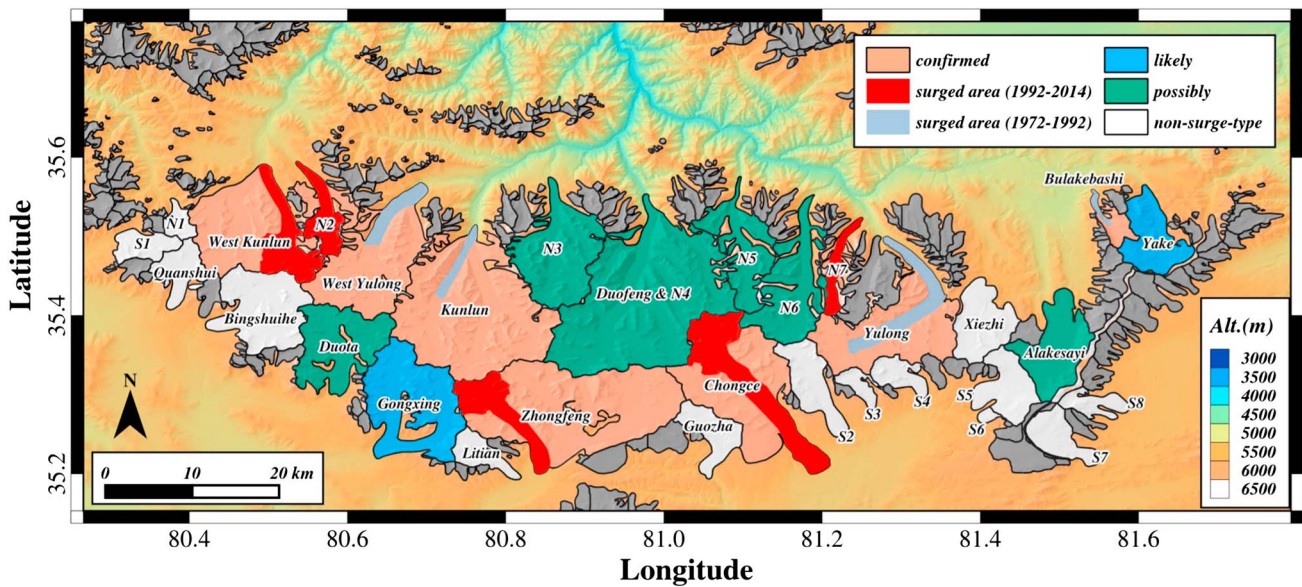 confirmed
surged area (1992-2014)
surged area (1972-1992)
likely
possibly
non-surge-type
35.6
35.4
35.2
Latitude
Bulakebashi
N1
S1
N2
West Kunlun
Quanshui
West Yulong
Bingshuihe
Duota
Kunlun
N3
Duofeng & N4
N5
N6
N7
Yake
Yulong
Xiezhi
Alakesayi
Gongxing
Zhongfeng
Chongce
Guozha
Litian
S2
S3
S4
S5
S6
S7
S8
N
0 10 20 km
Alt.(m)
3000
3500
4000
4500
5000
5500
6000
6500
80.4 80.6 80.8 81.0 81.2 81.4 81.6
Longitude